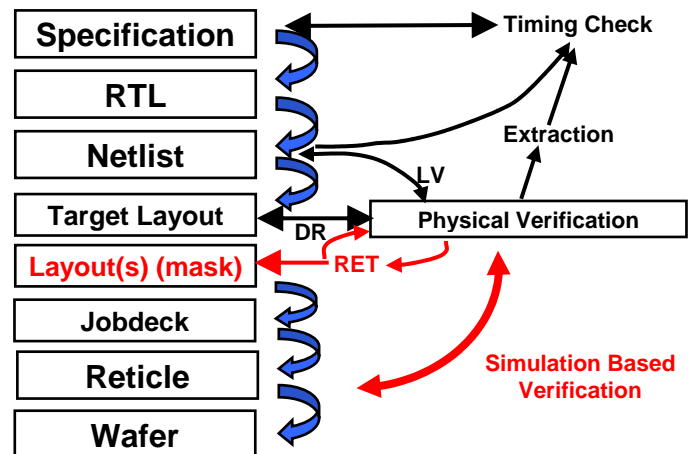 Specification
Timing Check
RTL
Extraction
Netlist
LV
Target Layout
Physical Verification
DR
Layout(s) (mask)
RET
Jobdeck
Simulation Based
Verification
Reticle
Wafer